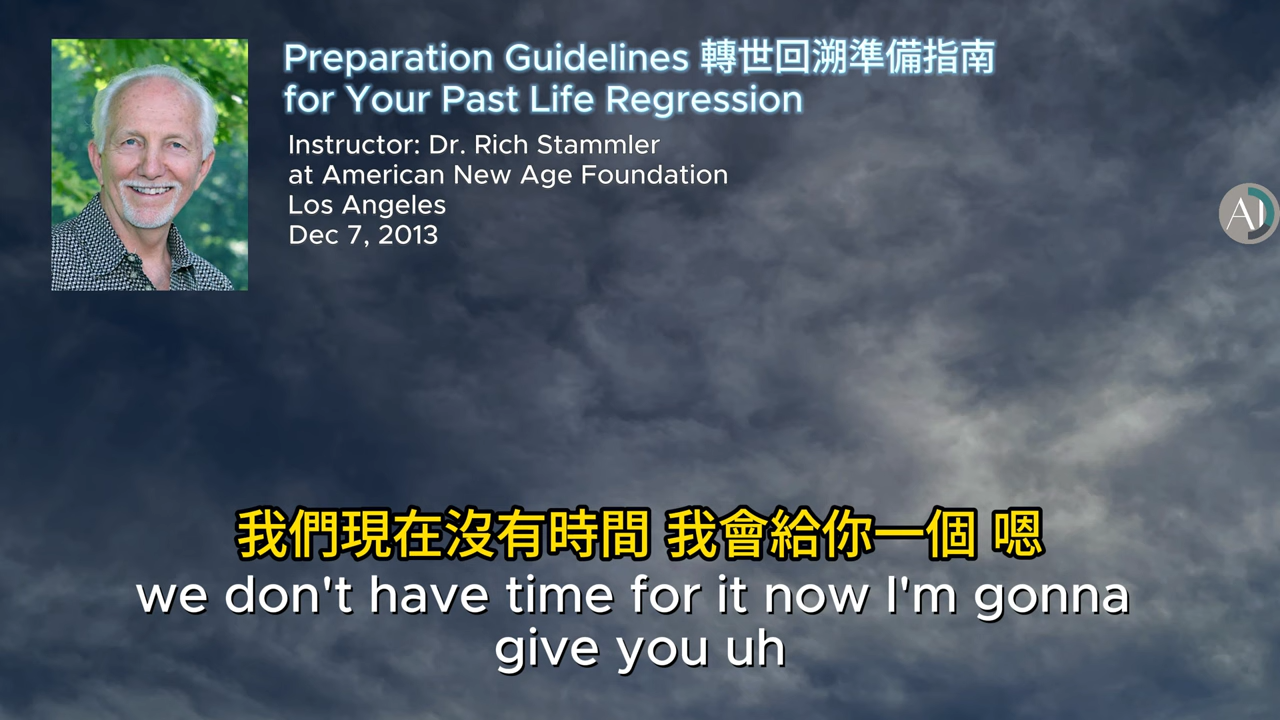 Preparation Guidelines 轉世回溯準備指南
for Your Past Life Regression
Instructor: Dr. Rich Stammler
at American New Age Foundation
Los Angeles
Dec 7, 2013
AI
我們現在沒有時間 我會給你一個 嗯
we don't have time for it now I'm gonna
give you uh